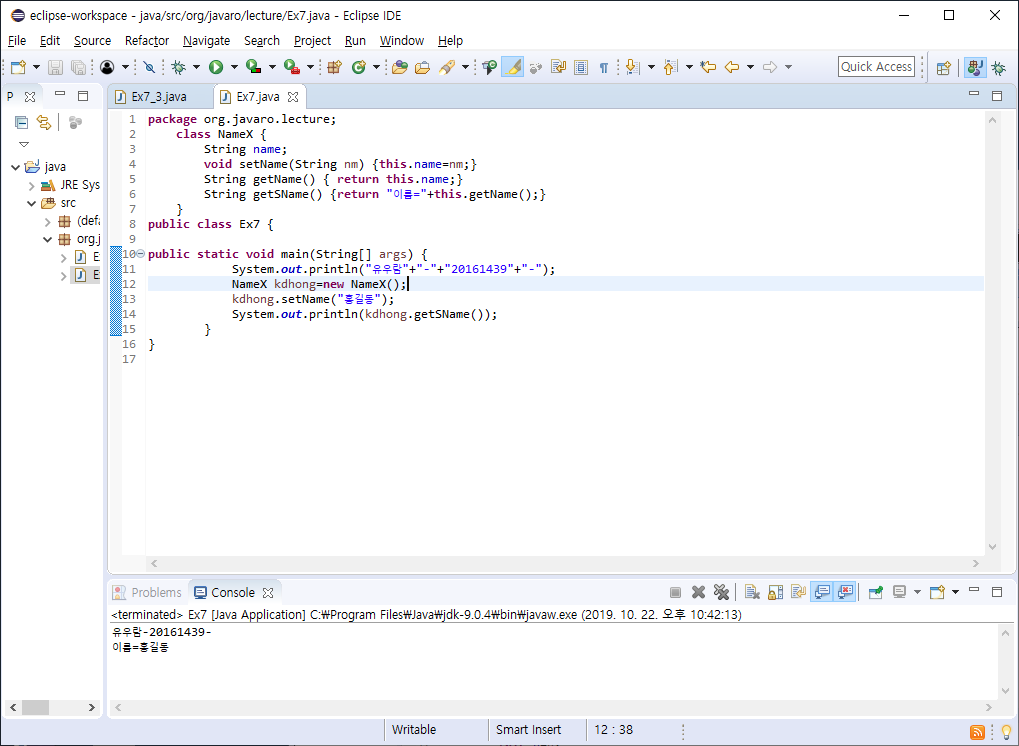 eclipse-workspace - java/src/org/javaro/lecture/Ex7.java - Eclipse IDE
File Edit Source Refactor Navigate Search Project Run Window Help
Quick Access
P
Ex7_3.java Ex7.java
java
JRE Sys
src
(defa
org.j
E
E
1 package org.javaro.lecture;
2 class NameX {
3 String name;
4 void setName(String nm) {this.name=nm;}
5 String getName() { return this.name;}
6 String getSName() {return "이름="+this.getName();}
7 }
8 public class Ex7 {
9
10 public static void main(String[] args) {
11 System.out.println("유우람"+"-"+"20161439"+"-");
12 NameX kdhong=new NameX();
13 kdhong.setName("홍길동");
14 System.out.println(kdhong.getSName());
15 }
16 }
17
Problems Console
<terminated> Ex7 [Java Application] C:₩Program Files₩Java₩jdk-9.0.4₩bin₩javaw.exe (2019. 10. 22. 오후 10:42:13)
유우람-20161439-
이름=홍길동
Writable Smart Insert 12 : 38